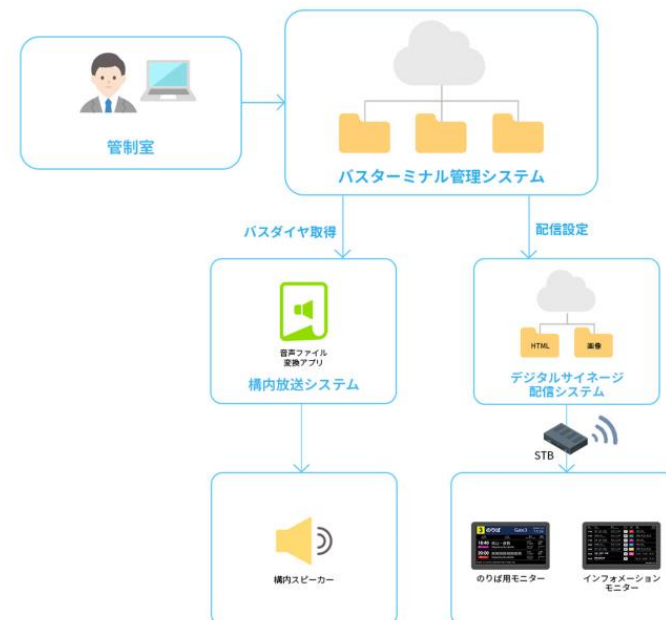 管制室
バスターミナル管理システム
バスダイヤ取得
配信設定
音声ファイル
変換アプリ
構内放送システム
HTML
画像
デジタルサイネージ
配信システム
STB
構内スピーカー
3 のりば
のりば用モニター
インフォメーション
モニター